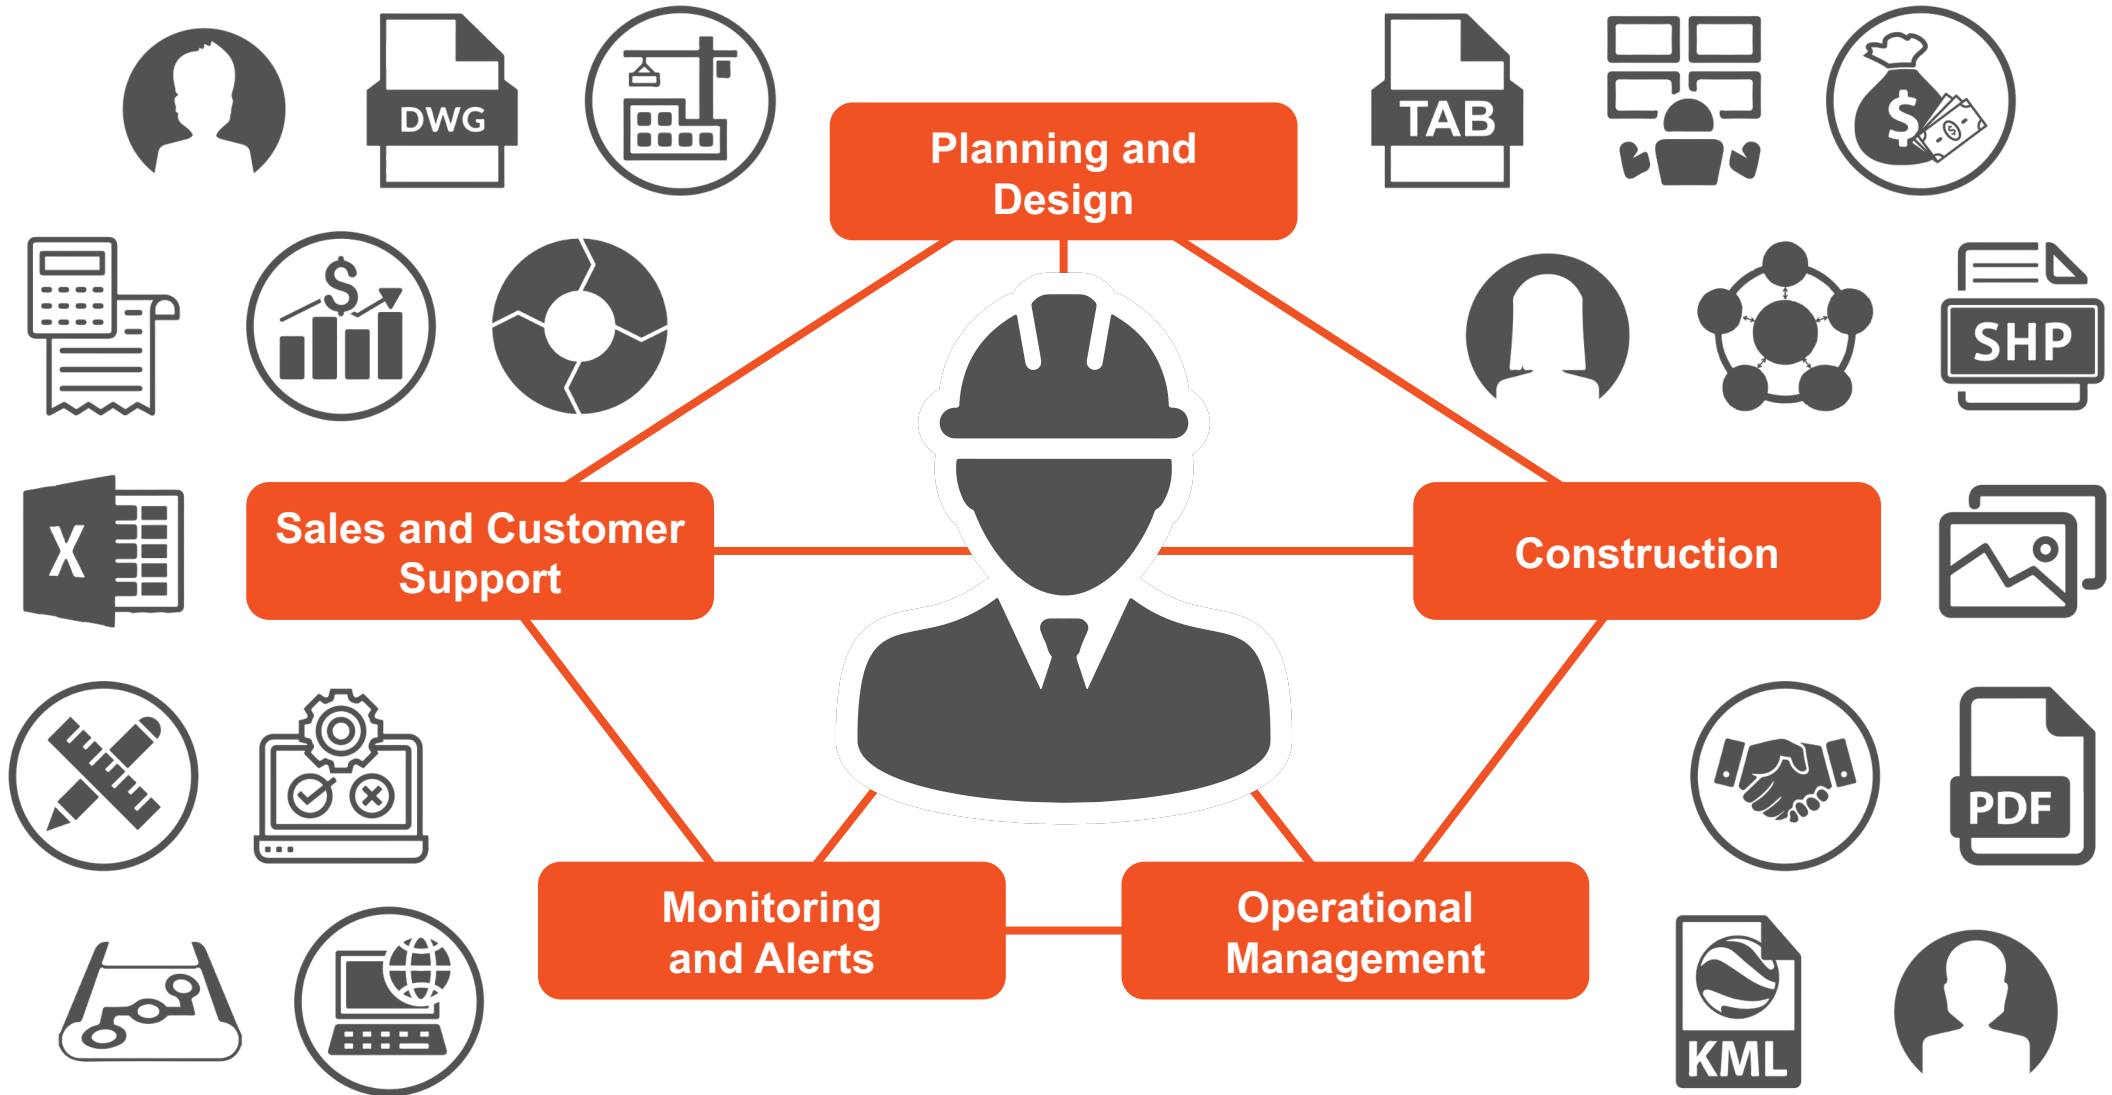 DWG
TAB
$
Planning and
Design
$
SHP
X
Sales and Customer
Support
Construction
PDF
Monitoring
and Alerts
Operational
Management
KML